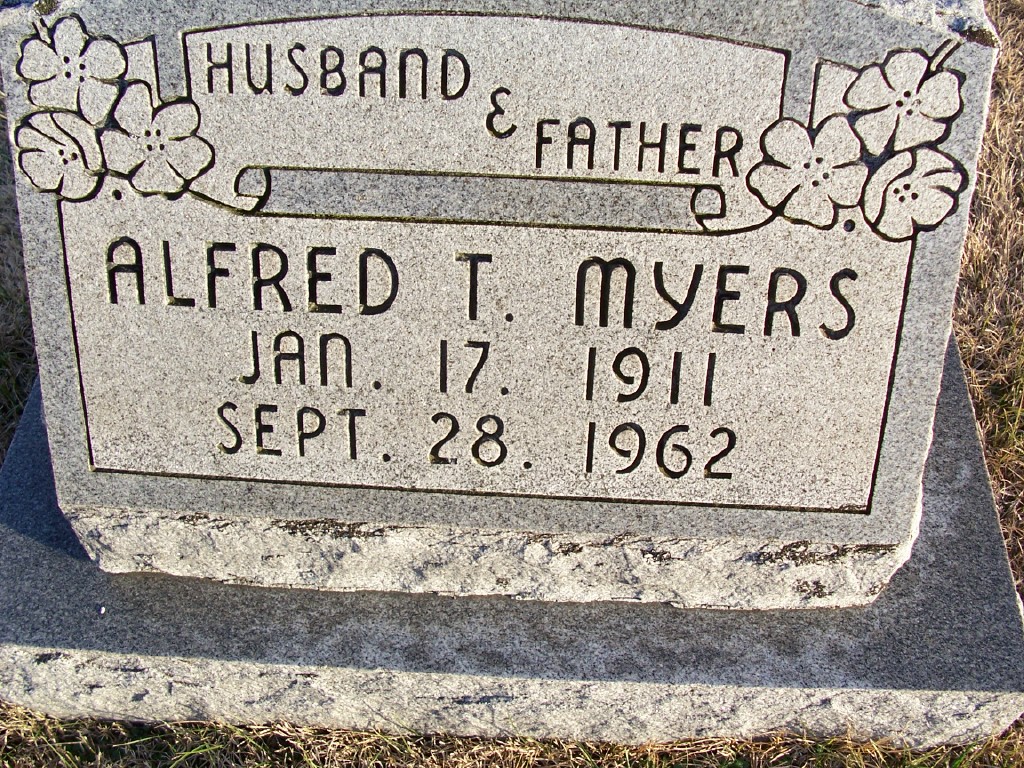 HUSBAND
&
FATHER
ALFRED T. MYERS
JAN. 17. 1911
SEPT. 28. 1962